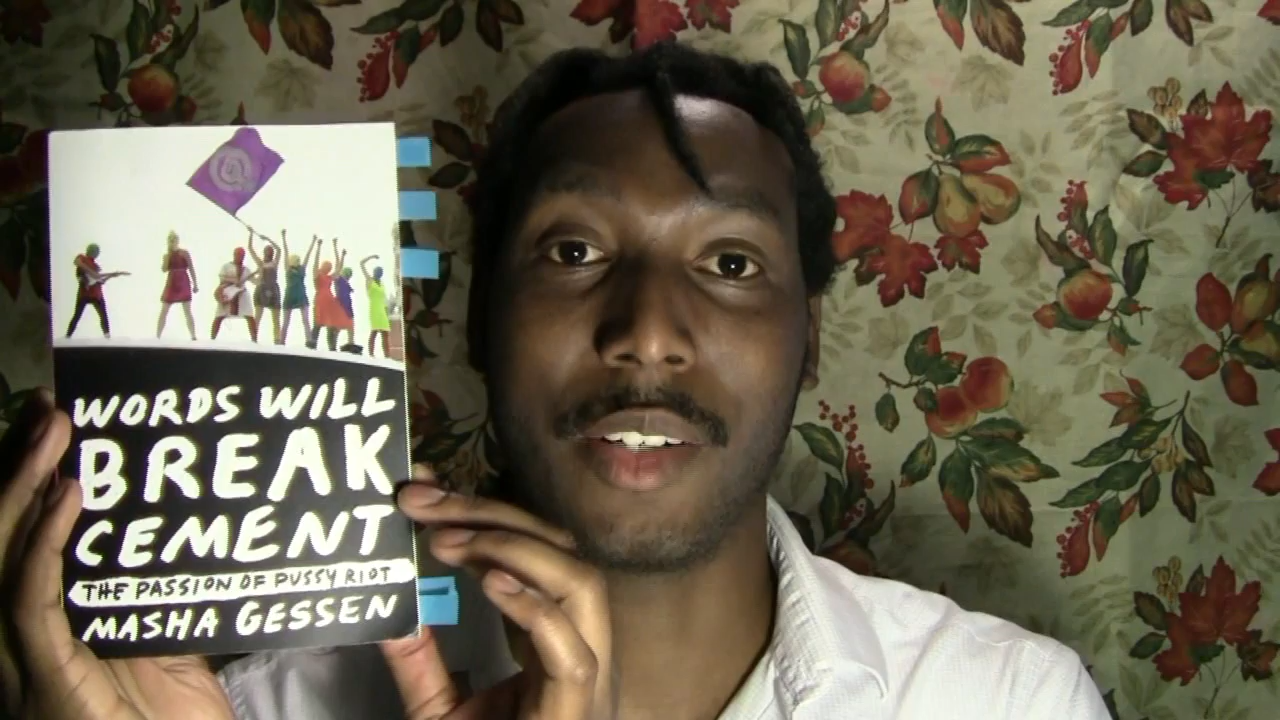 WORDS WILL
BREAK
CEMENT
THE PASSION OF PUSSY RIOT
MASHA GESSEN